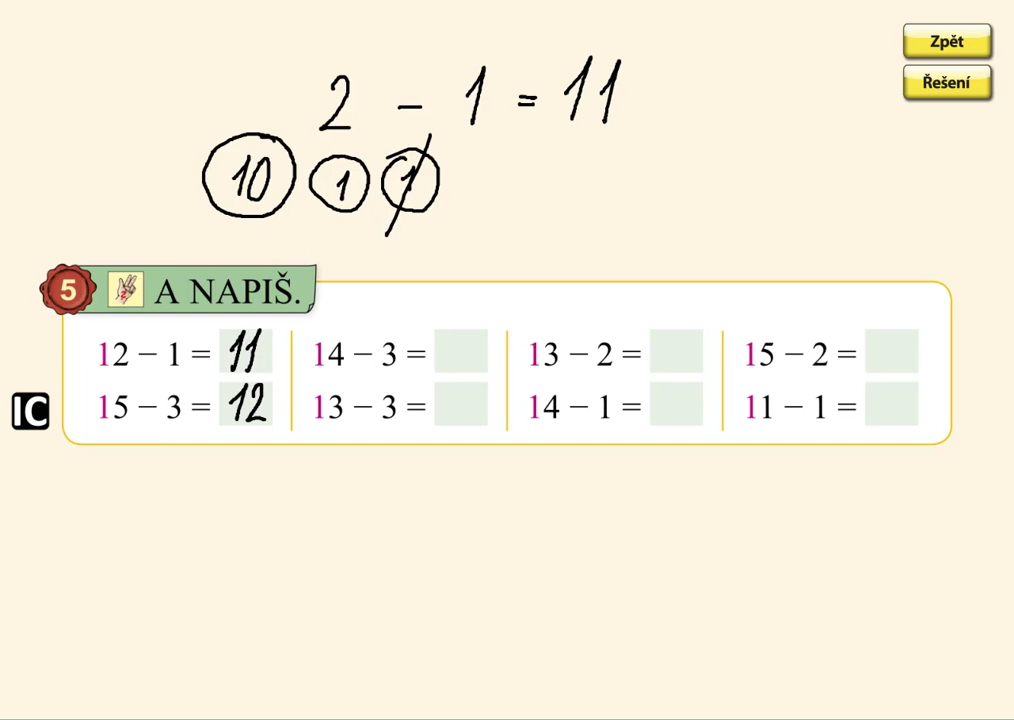 Zpět
2 - 1 = 11
Řešení
10 1 1
5 A NAPIŠ.
12 − 1 = 11 14 − 3 = 13 − 2 = 15 − 2 =
15 − 3 = 12 13 − 3 = 14 − 1 = 11 − 1 =
IC